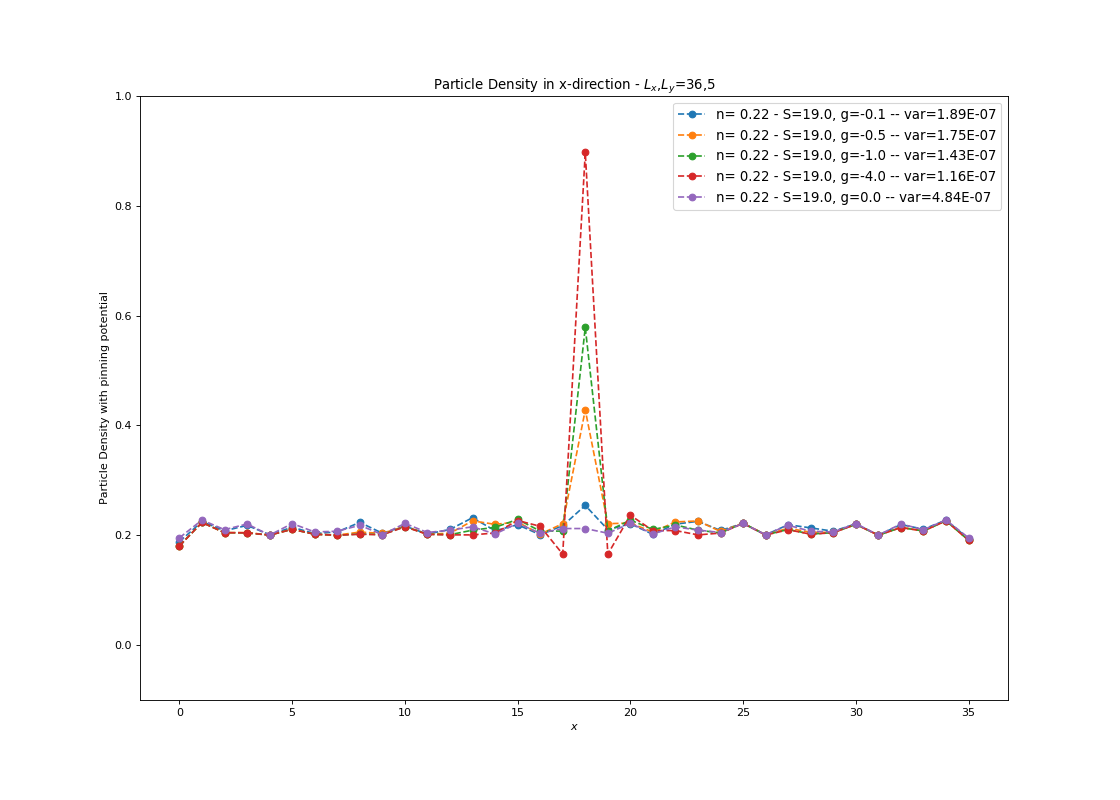 Particle Density in x-direction - Lx,Ly=36,5
1.0
n= 0.22 - S=19.0, g=-0.1 -- var=1.89E-07
n= 0.22 - S=19.0, g=-0.5 -- var=1.75E-07
n= 0.22 - S=19.0, g=-1.0 -- var=1.43E-07
n= 0.22 - S=19.0, g=-4.0 -- var=1.16E-07
n= 0.22 - S=19.0, g=0.0 -- var=4.84E-07
0.8
0.6
0.4
0.2
0.0
Particle Density with pinning potential
0 5 10 15 20 25 30 35
x